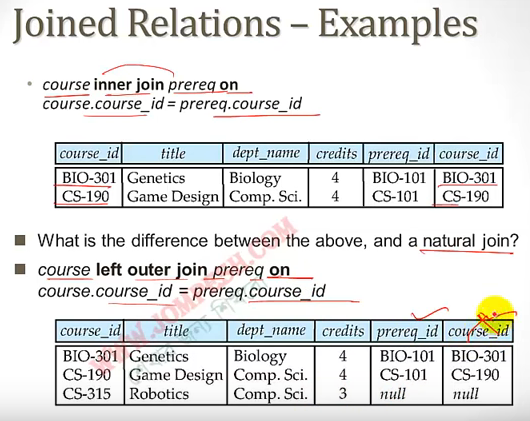 Joined Relations – Examples
• course inner join prereq on
course.course_id = prereq.course_id
course_id title dept_name credits prereq_id course_id
BIO-301 Genetics Biology 4 BIO-101 BIO-301
CS-190 Game Design Comp. Sci. 4 CS-101 CS-190
■ What is the difference between the above, and a natural join?
■ course left outer join prereq on
course.course_id = prereq.course_id
course_id title dept_name credits prereq_id course_id
BIO-301 Genetics Biology 4 BIO-101 BIO-301
CS-190 Game Design Comp. Sci. 4 CS-101 CS-190
CS-315 Robotics Comp. Sci. 3 null null